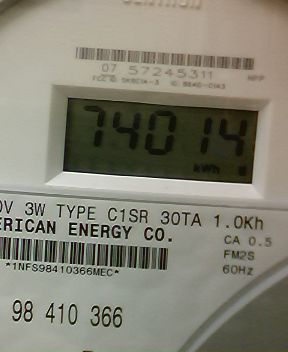 CENTRON
07 57245311
74014
kWh
0V 3W TYPE C1SR 30TA 1.0Kh
ERICAN ENERGY CO.
CA 0.5
FM2S
*1NFS98410366MEC*
60Hz
98 410 366